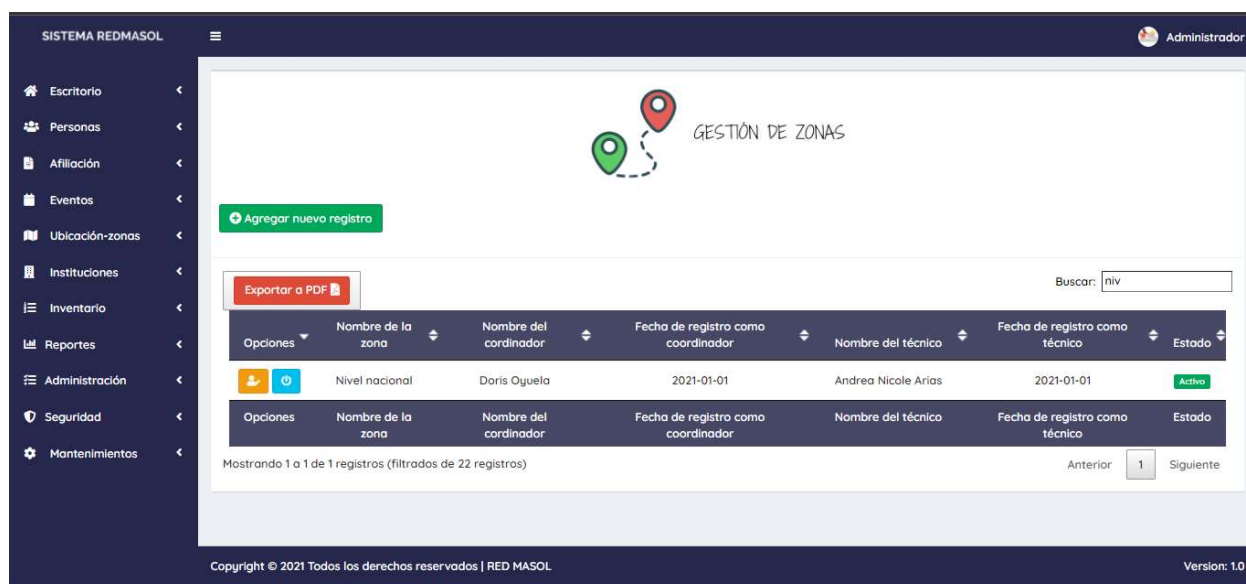 SISTEMA REDMASOL
Administrador
Escritorio
Personas
Afiliación
Eventos
Ubicación-zonas
Instituciones
Inventario
Reportes
Administración
Seguridad
Mantenimientos
GESTIÓN DE ZONAS
Agregar nuevo registro
Exportar a PDF
Buscar: niv
Opciones
Nombre de la zona
Nombre del cordinador
Fecha de registro como coordinador
Nombre del técnico
Fecha de registro como técnico
Estado
Nivel nacional
Doris Oyuela
2021-01-01
Andrea Nicole Arias
2021-01-01
Activo
Opciones
Nombre de la zona
Nombre del cordinador
Fecha de registro como coordinador
Nombre del técnico
Fecha de registro como técnico
Estado
Mostrando 1 a 1 de 1 registros (filtrados de 22 registros)
Anterior 1 Siguiente
Copyright © 2021 Todos los derechos reservados | RED MASOL
Version: 1.0